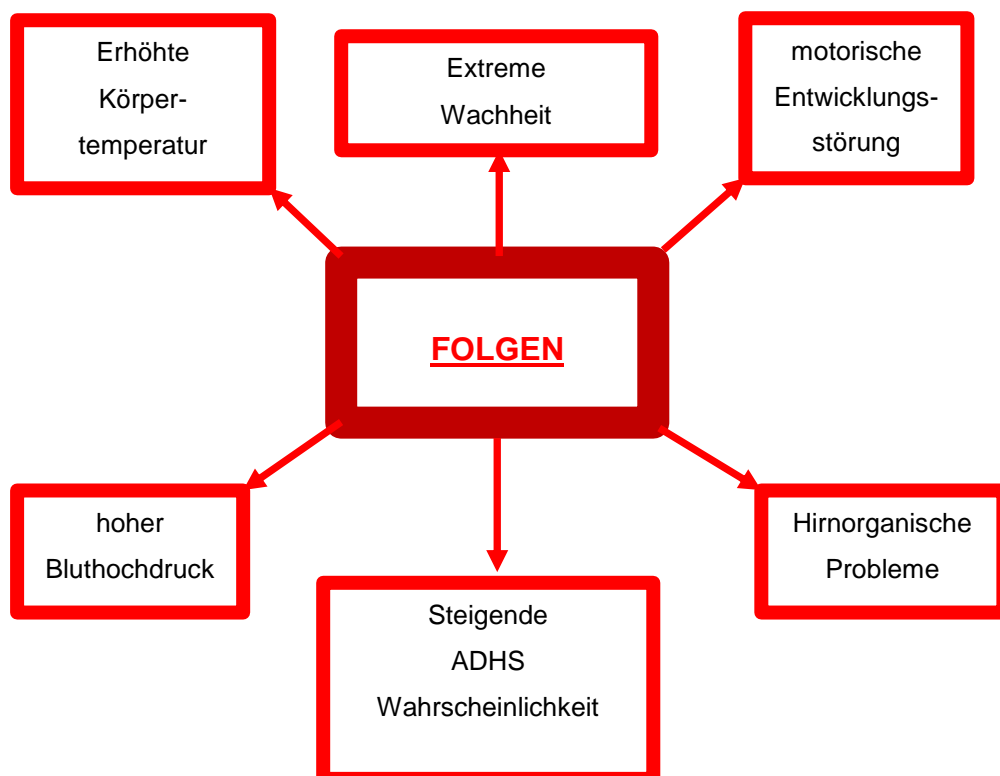 Erhöhte
Körper-
temperatur
Extreme
Wachheit
motorische
Entwicklungs-
störung
FOLGEN
hoher
Bluthochdruck
Steigende
ADHS
Wahrscheinlichkeit
Hirnorganische
Probleme